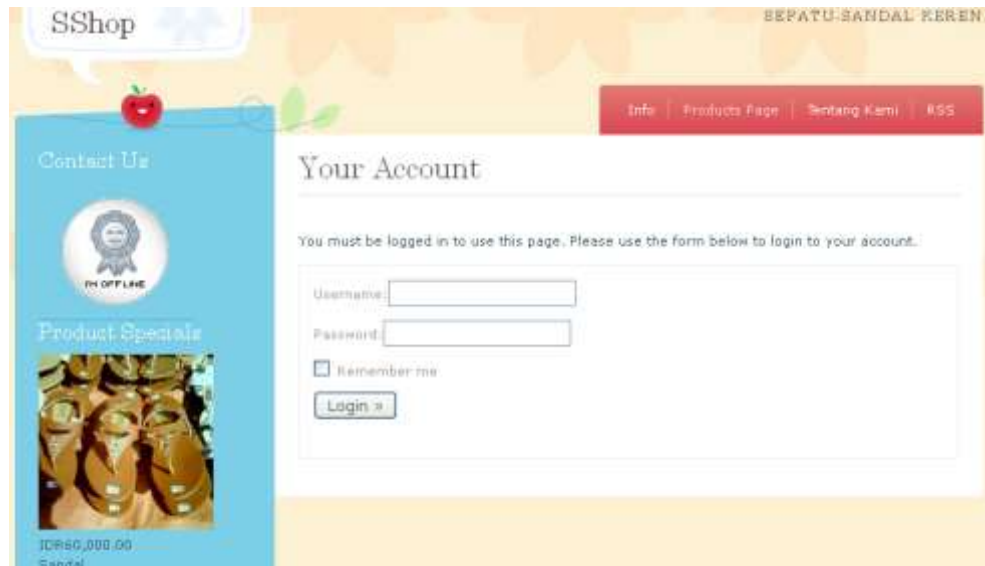 SShop
SEPATU-SANDAL KEREN
Info
Products Page
Tentang Kami
RSS
Contact Us
I'M OFFLINE
Product Specials
IDR60,000.00
Sandal
Your Account
You must be logged in to use this page. Please use the form below to login to your account.
Username:
Password:
Remember me
Login »